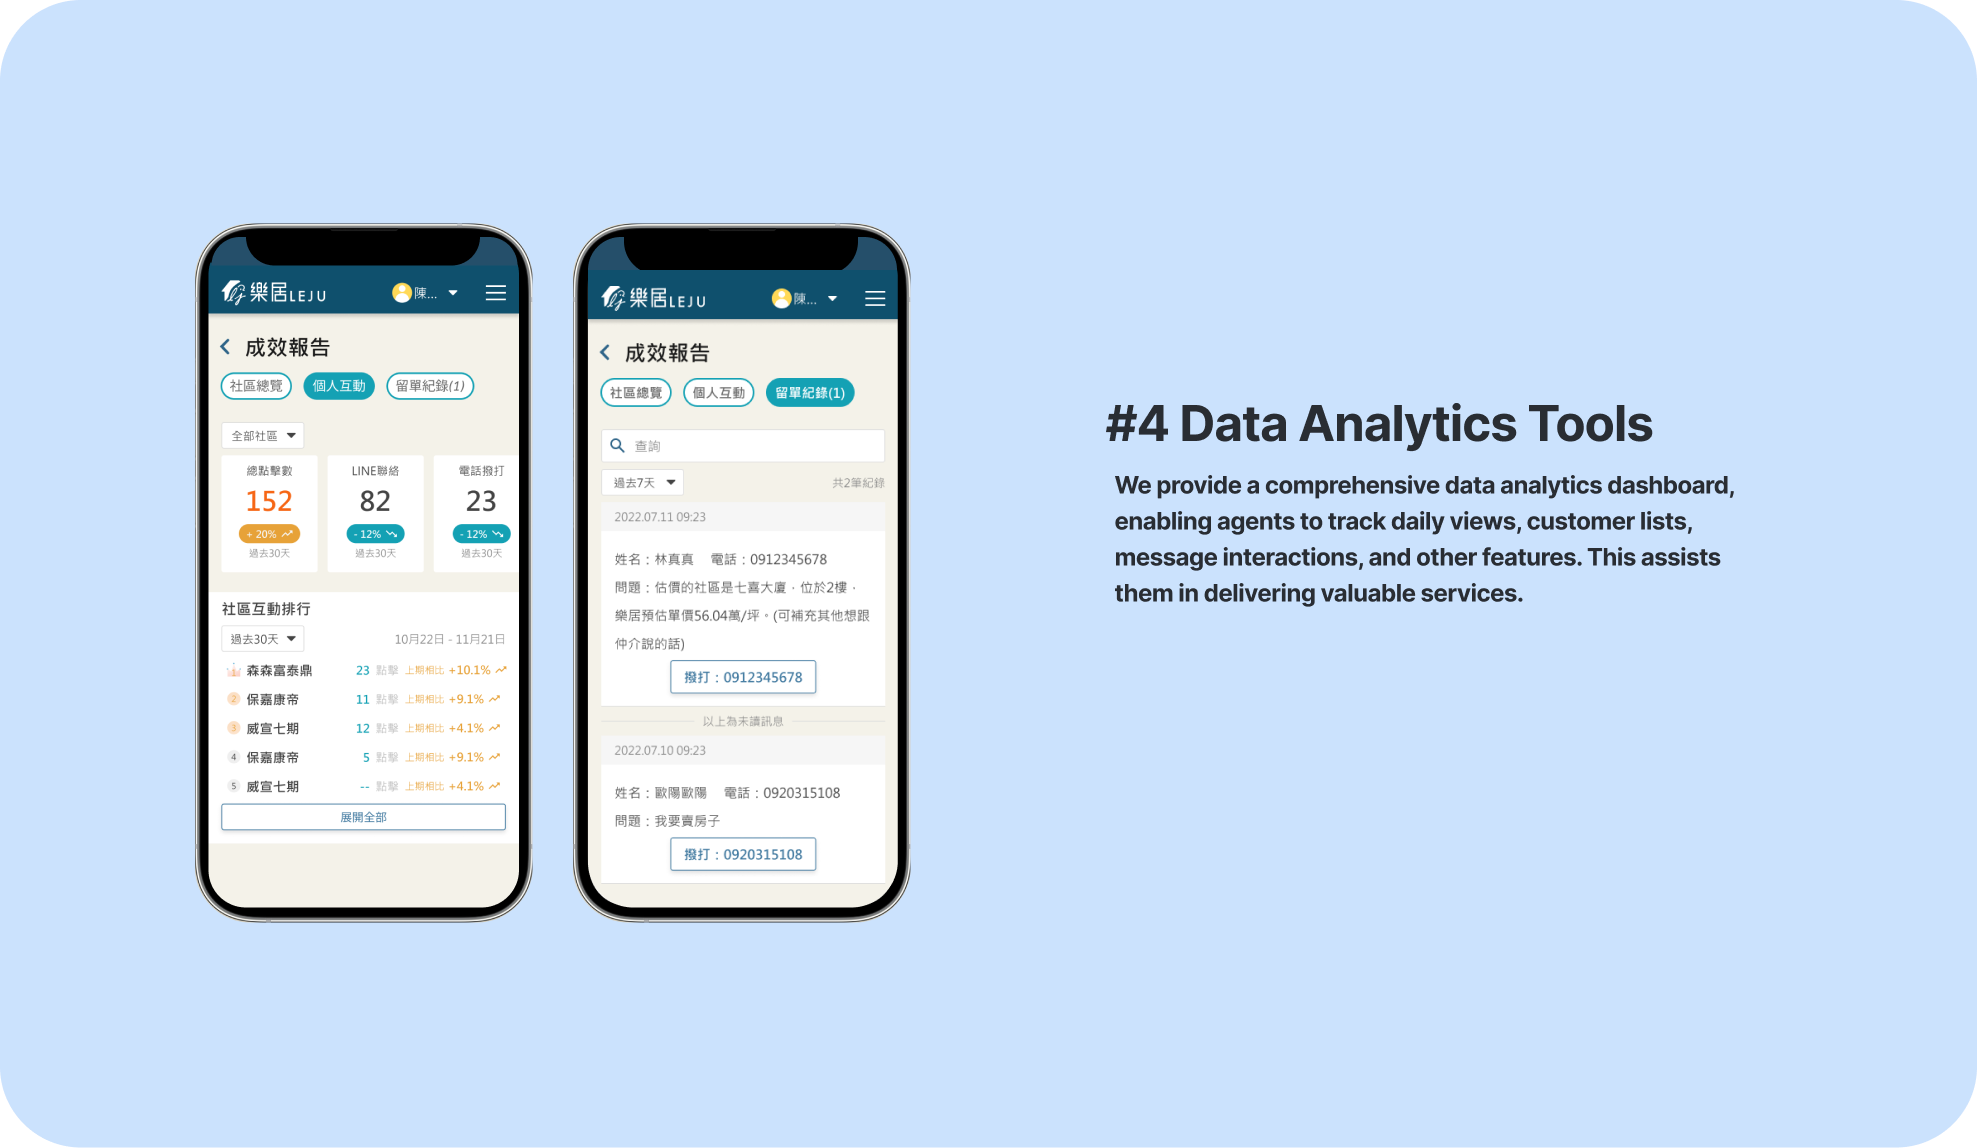 樂居LEJU
陳...
成效報告
社區總覽 個人互動 留單紀錄(1)
全部社區
總點擊數
152
+ 20%
過去30天
LINE聯絡
82
- 12%
過去30天
電話撥打
23
- 12%
過去30天
社區互動排行
過去30天 10月22日 - 11月21日
1 森森富泰鼎 23 點擊 上期相比 +10.1%
2 保嘉康帝 11 點擊 上期相比 +9.1%
3 威宣七期 12 點擊 上期相比 +4.1%
4 保嘉康帝 5 點擊 上期相比 +9.1%
5 威宣七期 -- 點擊 上期相比 +4.1%
展開全部
樂居LEJU
陳...
成效報告
社區總覽 個人互動 留單紀錄(1)
查詢
過去7天 共2筆紀錄
2022.07.11 09:23
姓名：林真真 電話：0912345678
問題：估價的社區是七喜大廈．位於2樓．
樂居預估單價56.04萬/坪。(可補充其他想跟
仲介說的話)
撥打：0912345678
以上為未讀訊息
2022.07.10 09:23
姓名：歐陽歐陽 電話：0920315108
問題：我要賣房子
撥打：0920315108
#4 Data Analytics Tools
We provide a comprehensive data analytics dashboard,
enabling agents to track daily views, customer lists,
message interactions, and other features. This assists
them in delivering valuable services.